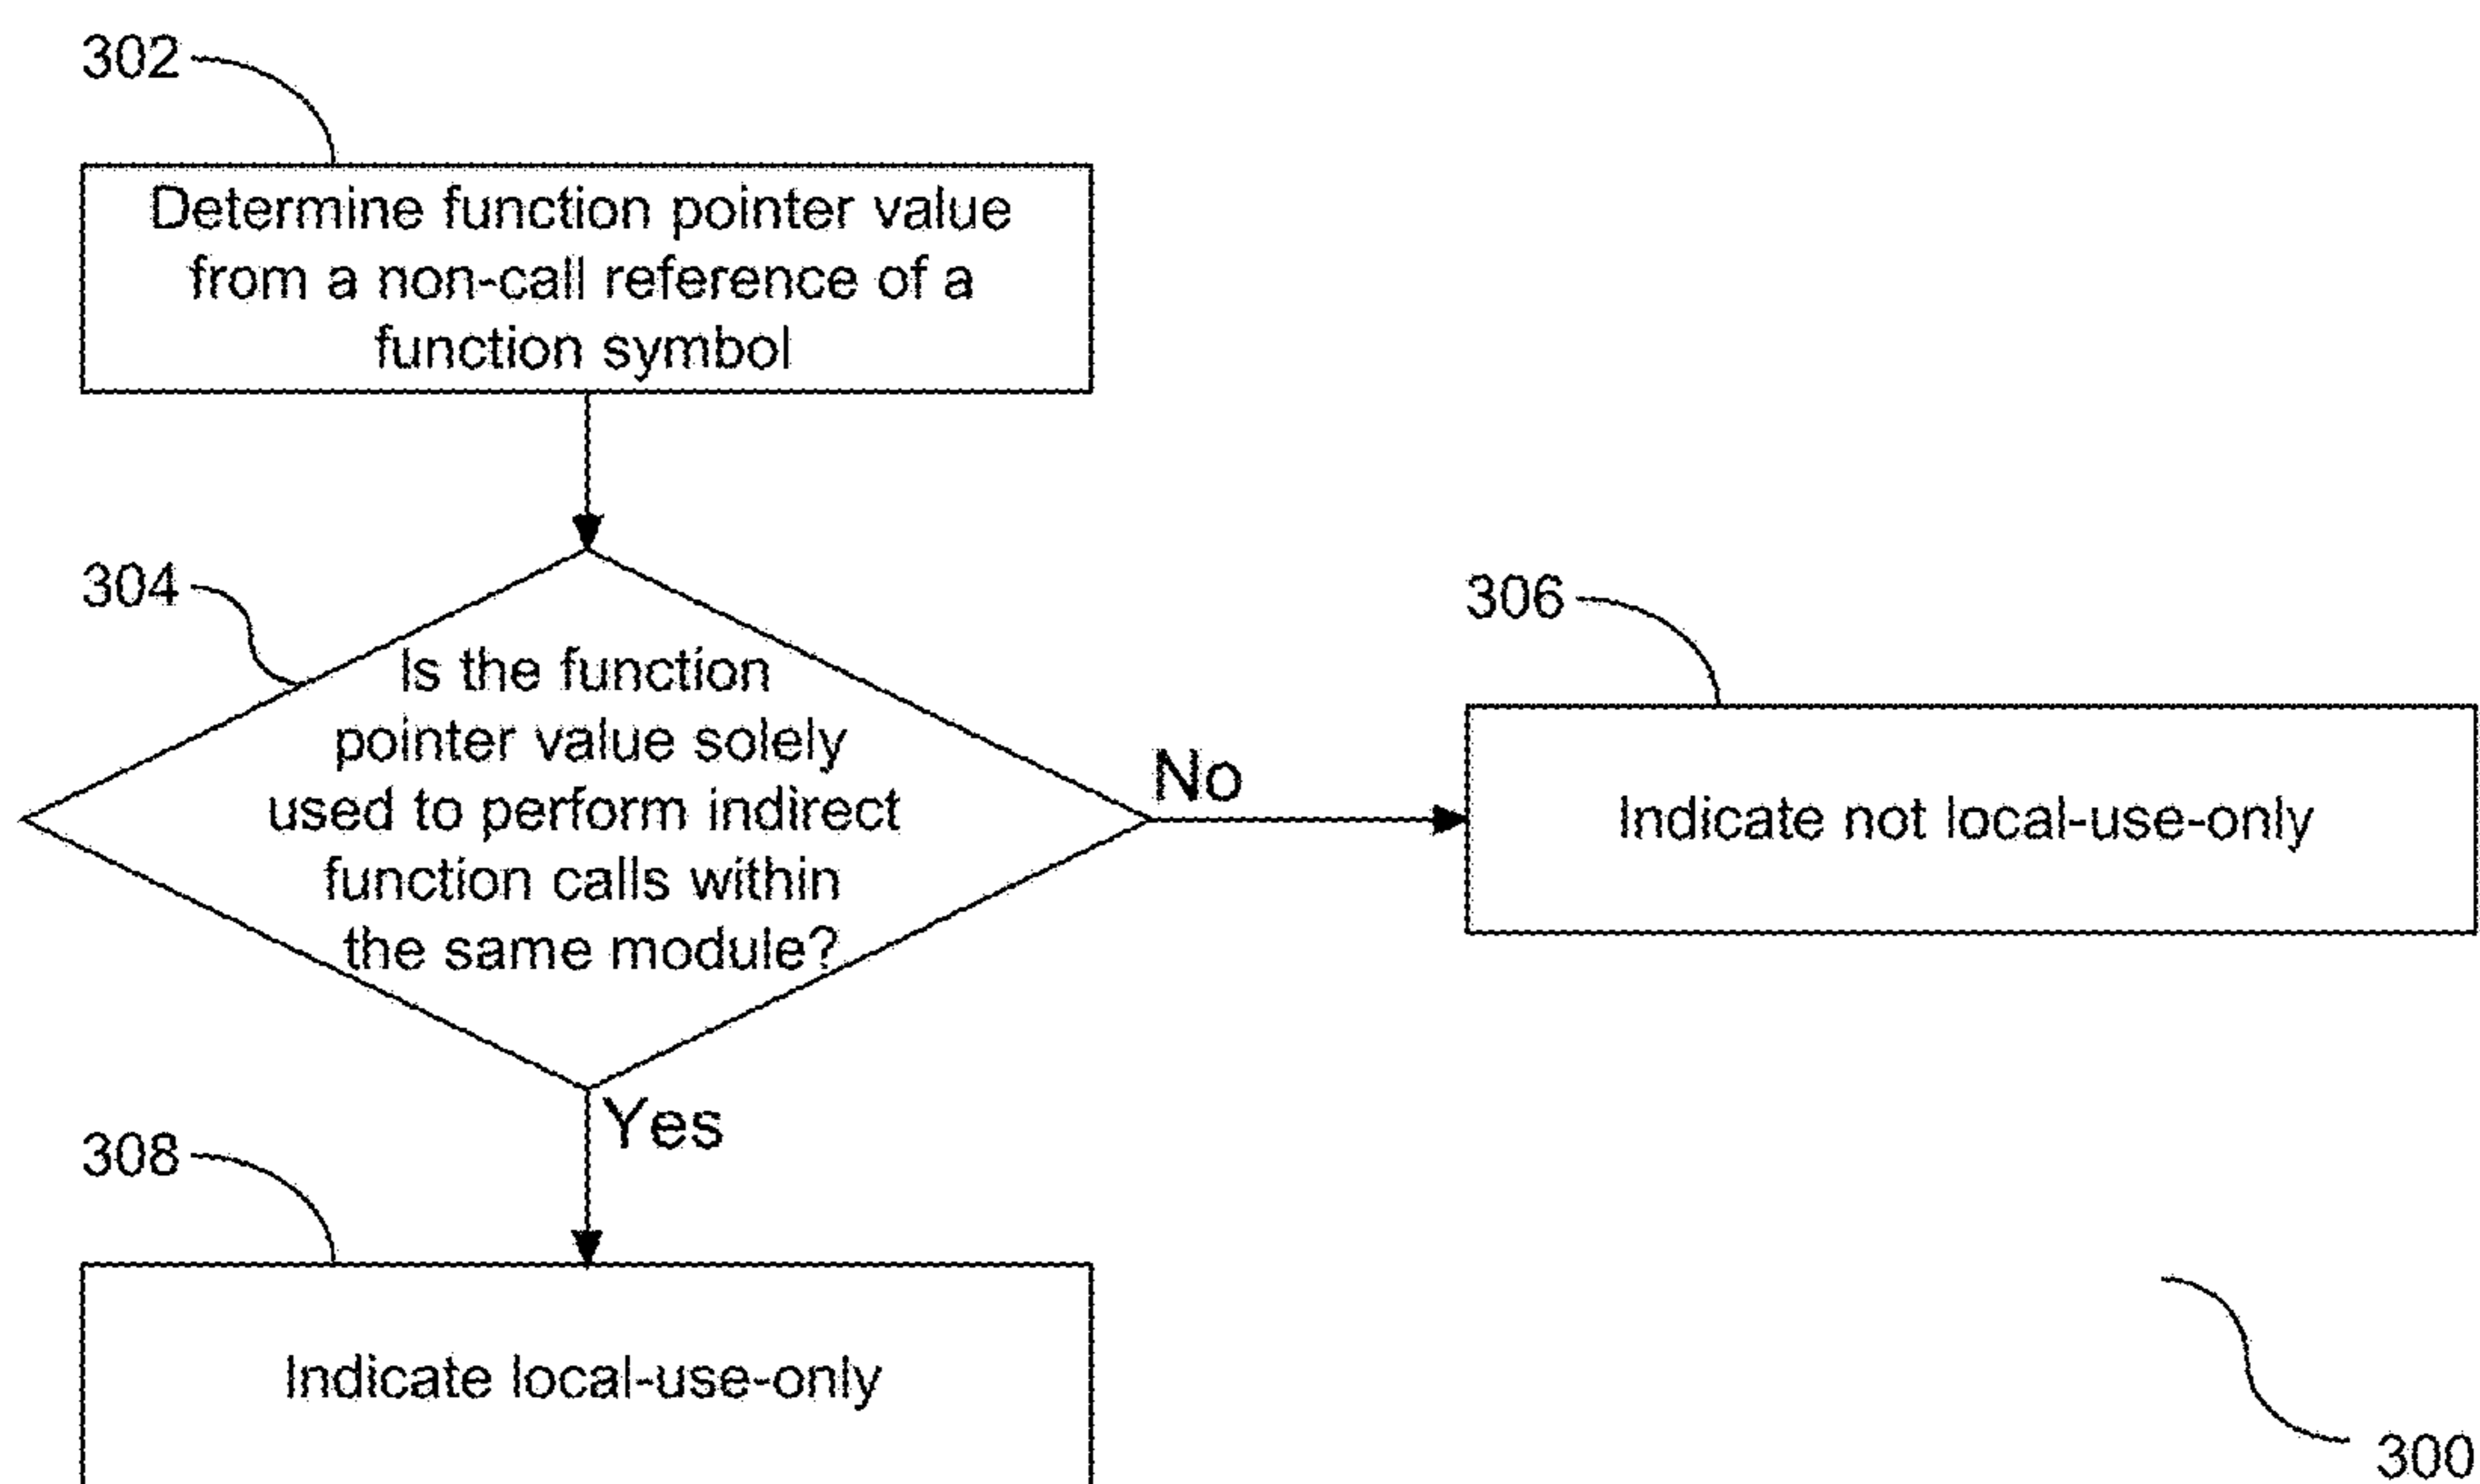 302
Determine function pointer value
from a non-call reference of a
function symbol
304
Is the function
pointer value solely
used to perform indirect
function calls within
the same module?
No
306
Indicate not local-use-only
Yes
308
Indicate local-use-only
300